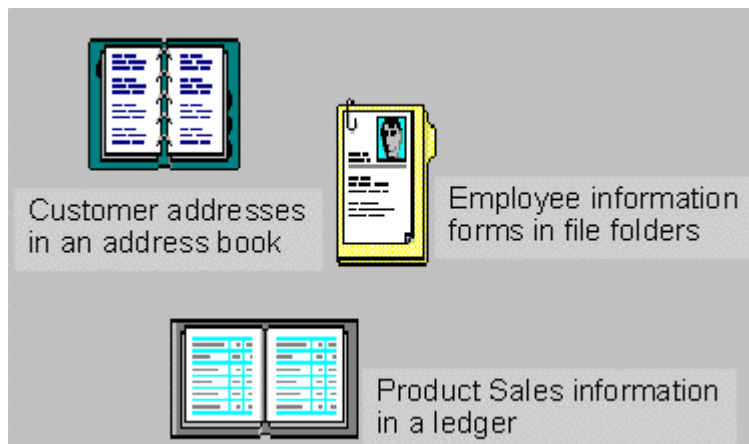 Customer addresses
in an address book
Employee information
forms in file folders
Product Sales information
in a ledger